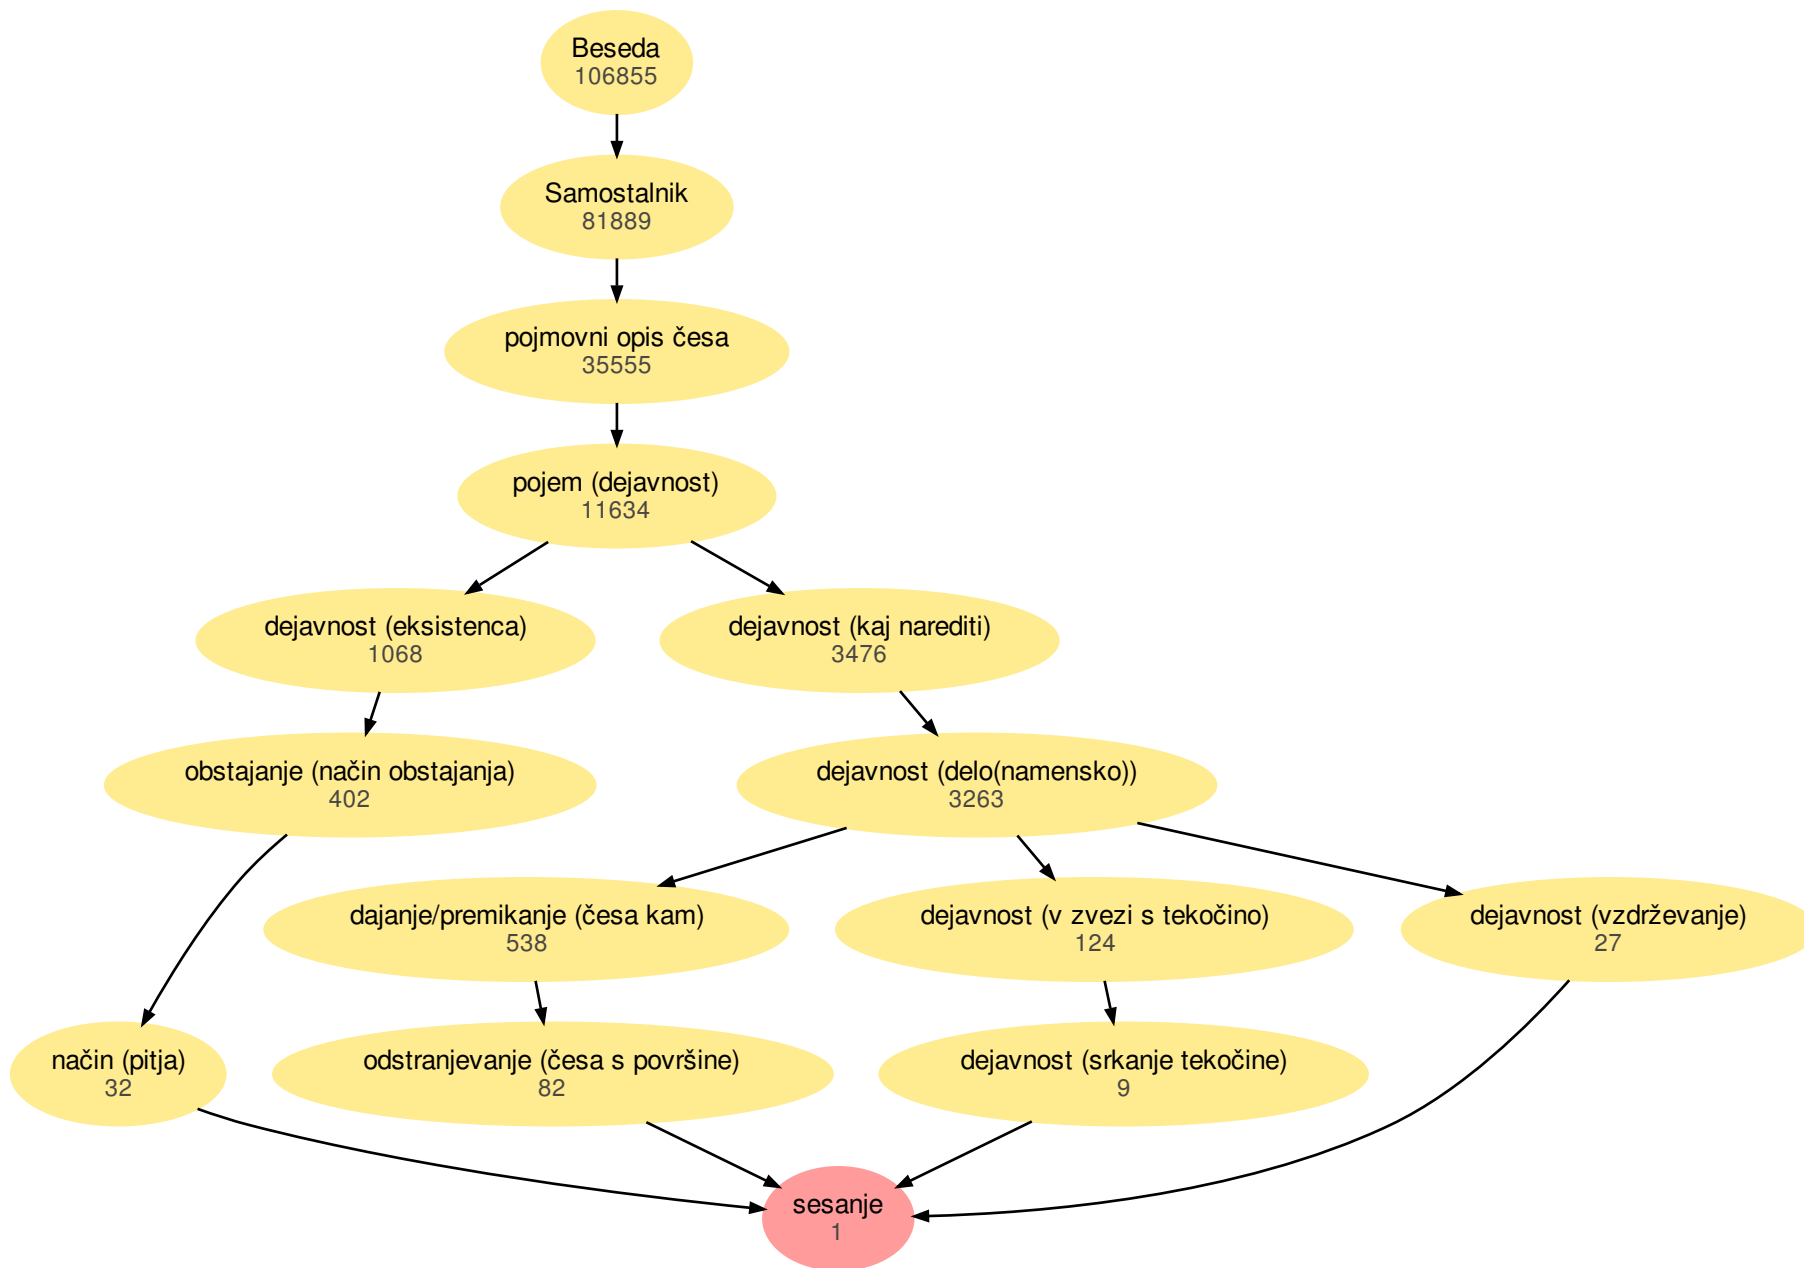 Beseda
106855
Samostalnik
81889
pojmovni opis česa
35555
pojem (dejavnost)
11634
dejavnost (eksistenca)
1068
dejavnost (kaj narediti)
3476
obstajanje (način obstajanja)
402
dejavnost (delo(namensko))
3263
dajanje/premikanje (česa kam)
538
dejavnost (v zvezi s tekočino)
124
dejavnost (vzdrževanje)
27
način (pitja)
32
odstranjevanje (česa s površine)
82
dejavnost (srkanje tekočine)
9
sesanje
1